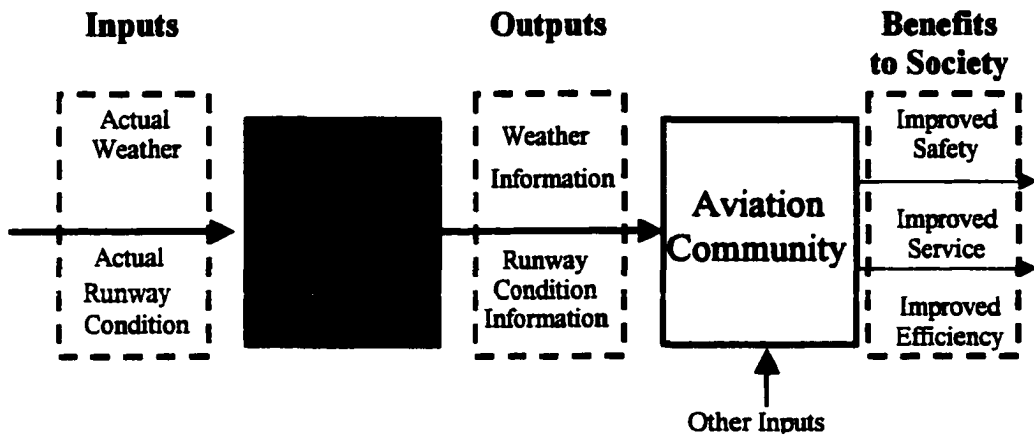 Inputs
Outputs
Benefits
to Society
Actual
Weather
Actual
Runway
Condition
Weather
Information
Runway
Condition
Information
Aviation
Community
Improved
Safety
Improved
Service
Improved
Efficiency
Other Inputs